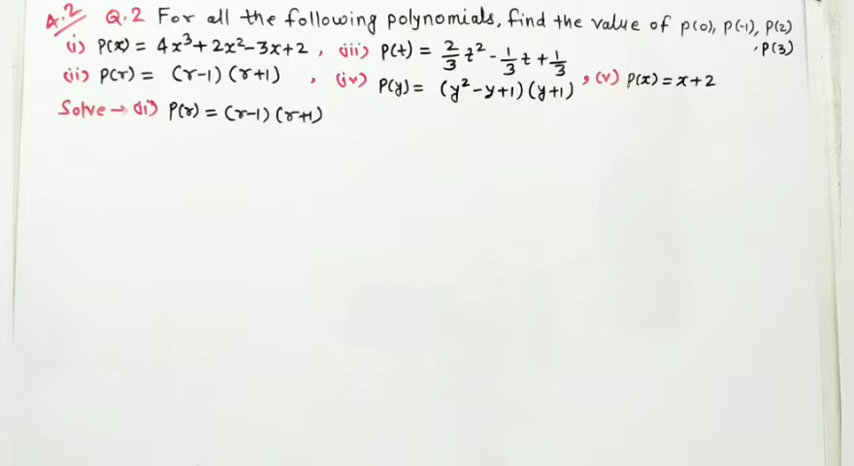 4.2 Q.2 For all the following polynomials, find the value of p(0), P(-1), P(2), P(3)
(i) P(x) = 4x³+2x²-3x+2, (iii) P(t) = 2/3 t² - 1/3 t + 1/3
(ii) P(r) = (r-1)(r+1), (iv) P(y) = (y²-y+1)(y+1), (v) P(x) = x+2
Solve → (ii) P(r) = (r-1)(r+1)